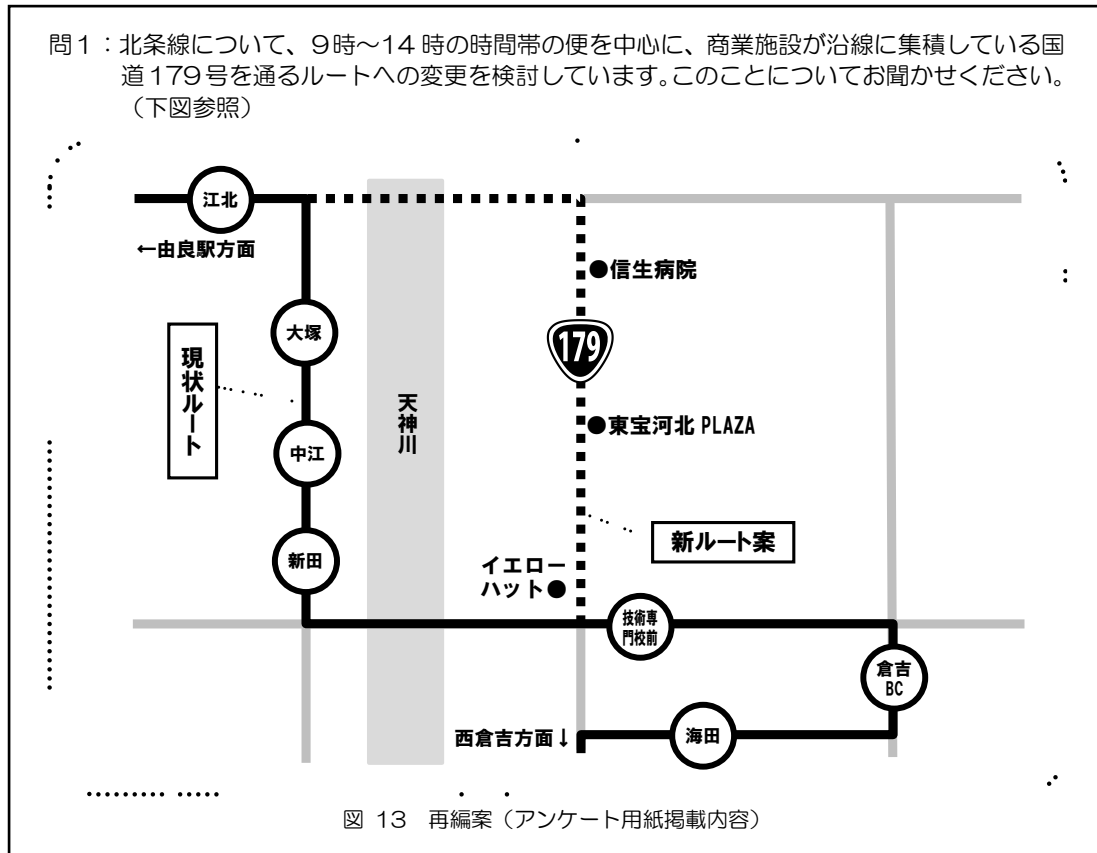 問1：北条線について、9時～14時の時間帯の便を中心に、商業施設が沿線に集積している国
道179号を通るルートへの変更を検討しています。このことについてお聞かせください。
（下図参照）
江北
←由良駅方面
●信生病院
大塚
179
現状ルート
天神川
●東宝河北 PLAZA
中江
新ルート案
イエロー
ハット●
新田
技術専
門校前
倉吉
BC
西倉吉方面↓
海田
図 13 再編案（アンケート用紙掲載内容）